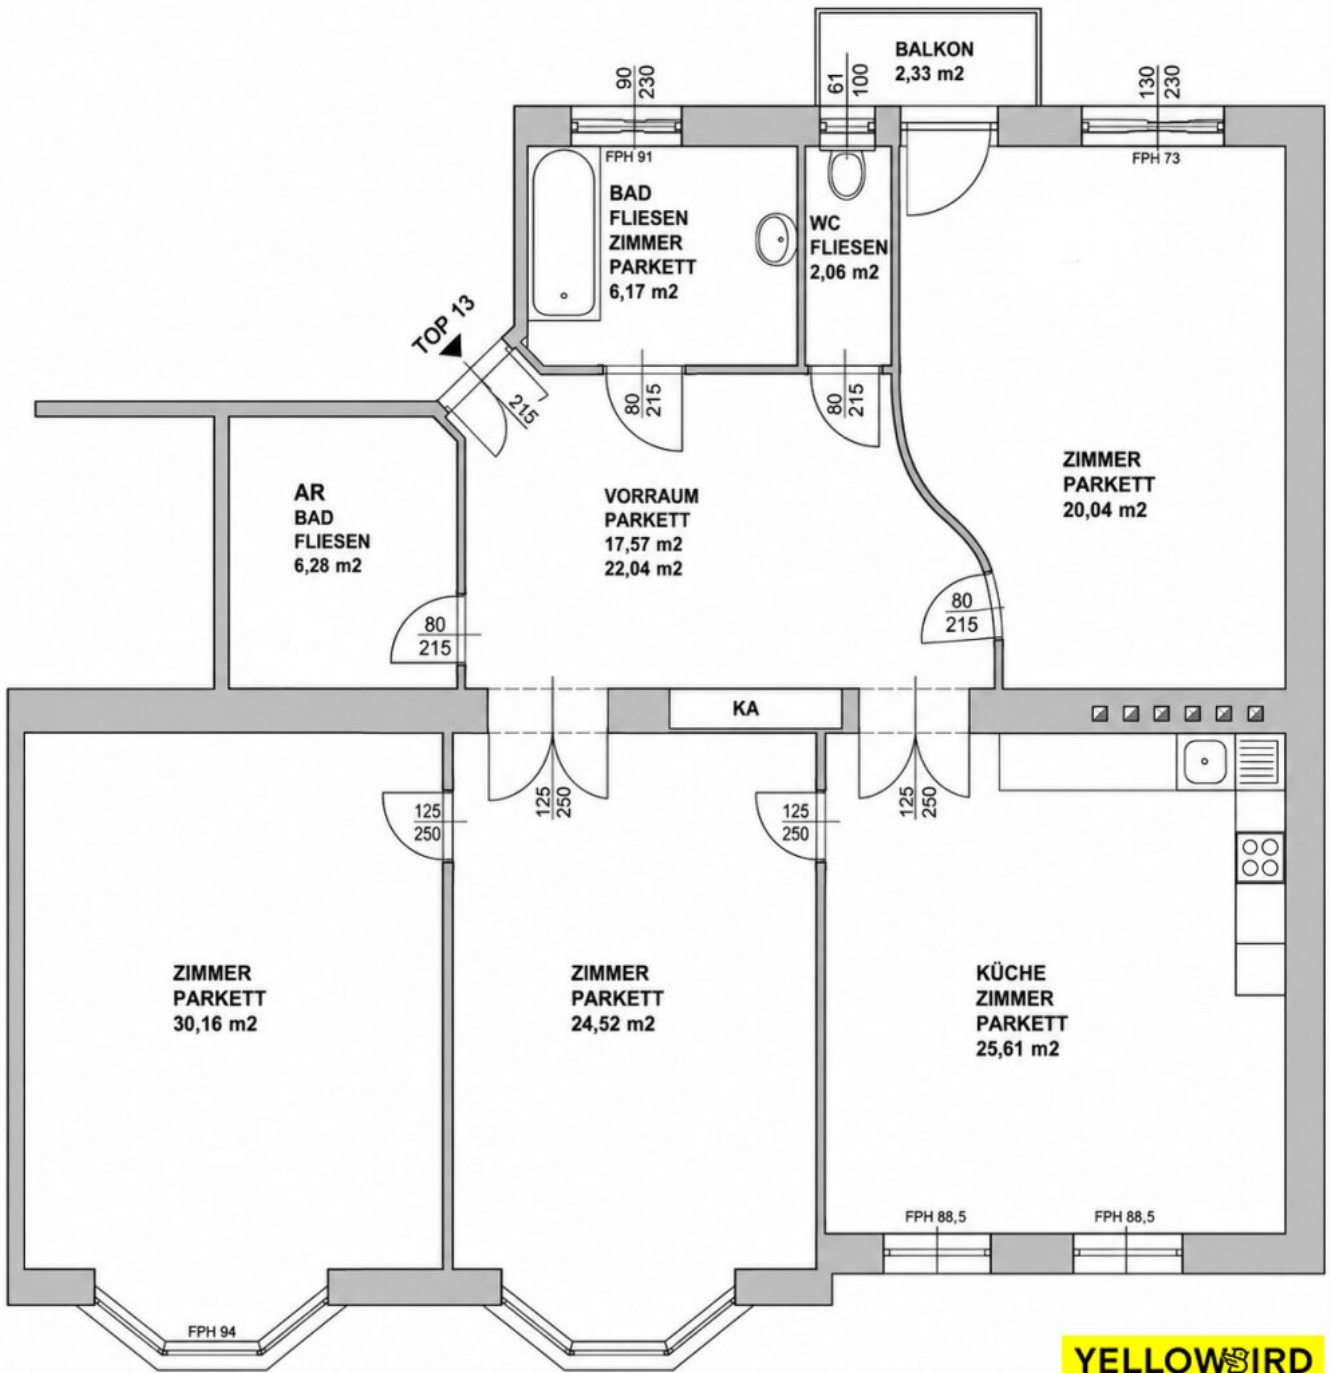 BALKON
2,33 m2
90
230
61
100
130
230
FPH 91
FPH 73
BAD
FLIESEN
ZIMMER
PARKETT
6,17 m2
WC
FLIESEN
2,06 m2
TOP 13
215
80
215
80
215
AR
BAD
FLIESEN
6,28 m2
VORRAUM
PARKETT
17,57 m2
22,04 m2
ZIMMER
PARKETT
20,04 m2
80
215
80
215
KA
125
250
125
250
125
250
125
250
ZIMMER
PARKETT
30,16 m2
ZIMMER
PARKETT
24,52 m2
KÜCHE
ZIMMER
PARKETT
25,61 m2
FPH 88,5
FPH 88,5
FPH 94
YELLOWBIRD